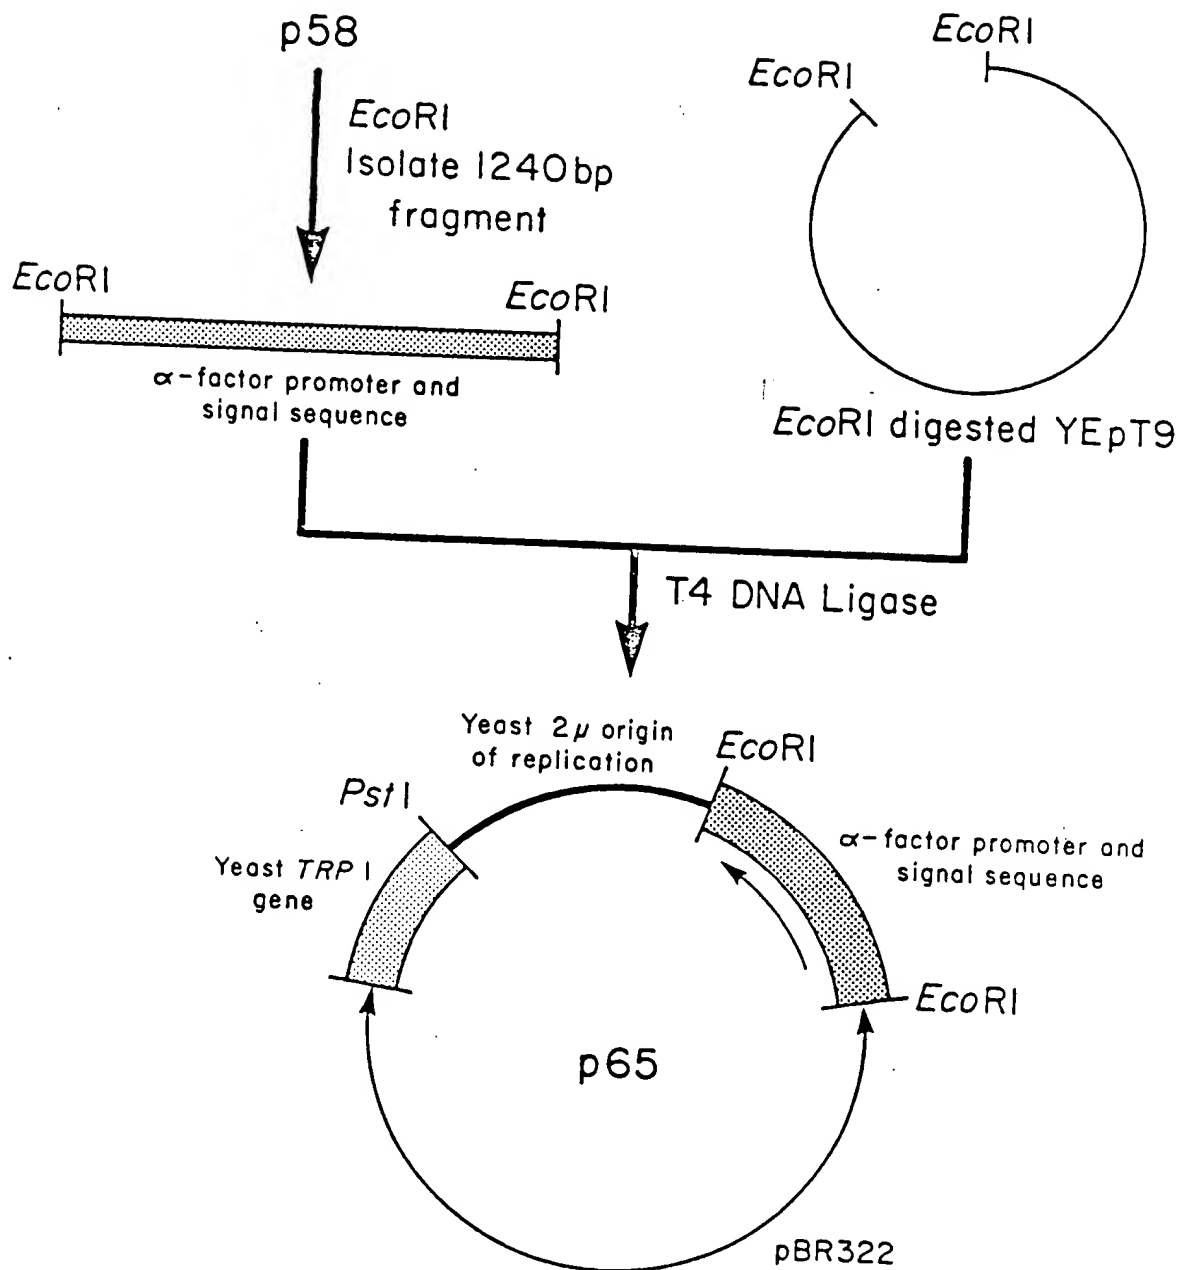 p58
EcoRI
Isolate 1240bp
fragment
EcoRI
EcoRI
α-factor promoter and
signal sequence
EcoRI
EcoRI
EcoRI digested YEpT9
T4 DNA Ligase
Yeast 2μ origin
of replication
EcoRI
PstI
Yeast TRP I
gene
α-factor promoter and
signal sequence
EcoRI
p65
pBR322